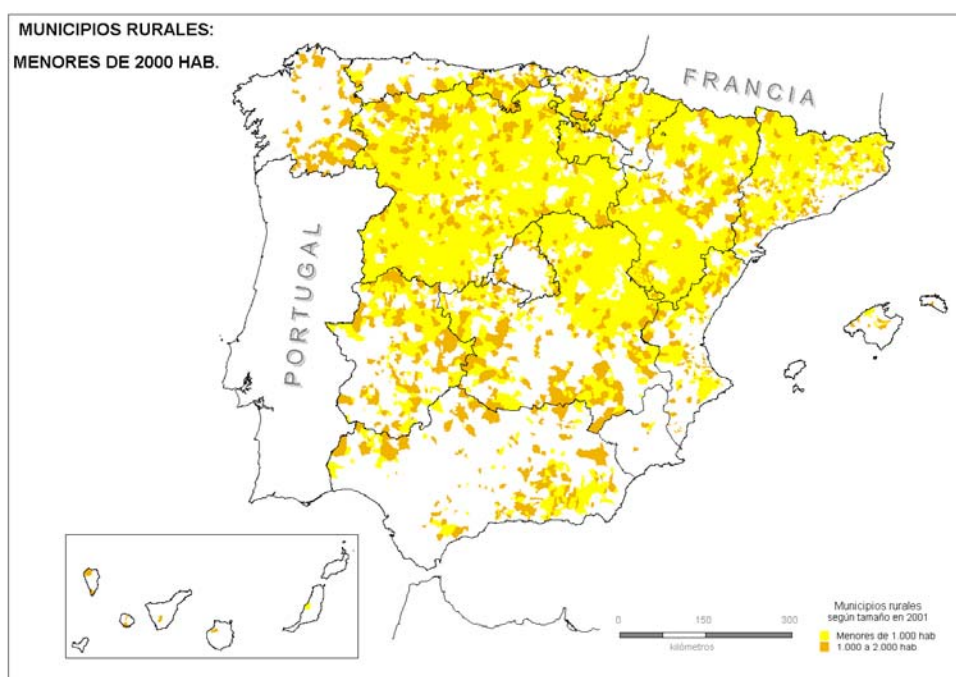 MUNICIPIOS RURALES:
MENORES DE 2000 HAB.
FRANCIA
PORTUGAL
0 150 300
kilómetros
Municipios rurales
según tamaño en 2001
Menores de 1.000 hab
1.000 a 2.000 hab